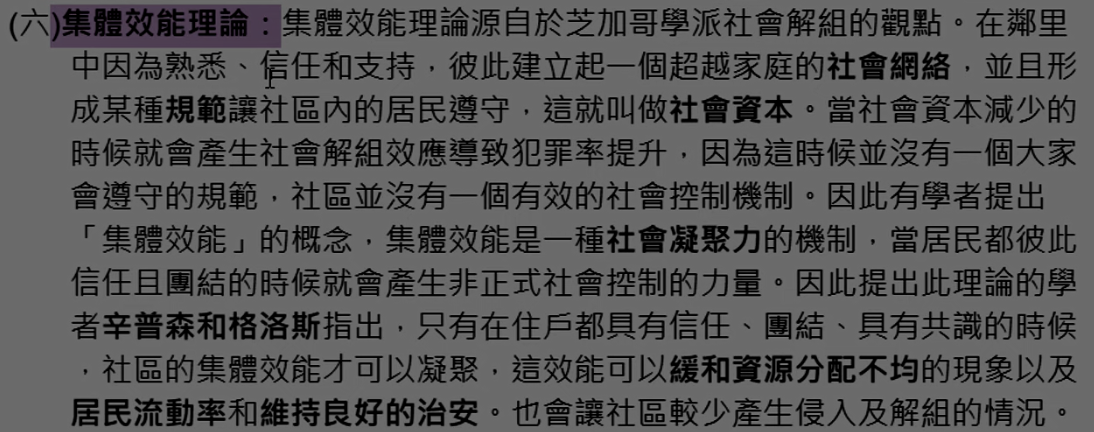 (六)集體效能理論：集體效能理論源自於芝加哥學派社會解組的觀點。在鄰里
中因為熟悉、信任和支持，彼此建立起一個超越家庭的社會網絡，並且形
成某種規範讓社區內的居民遵守，這就叫做社會資本。當社會資本減少的
時候就會產生社會解組效應導致犯罪率提升，因為這時候並沒有一個大家
會遵守的規範，社區並沒有一個有效的社會控制機制。因此有學者提出
「集體效能」的概念，集體效能是一種社會凝聚力的機制，當居民都彼此
信任且團結的時候就會產生非正式社會控制的力量。因此提出此理論的學
者辛普森和格洛斯指出，只有在住戶都具有信任、團結、具有共識的時候
，社區的集體效能才可以凝聚，這效能可以緩和資源分配不均的現象以及
居民流動率和維持良好的治安。也會讓社區較少產生侵入及解組的情況。